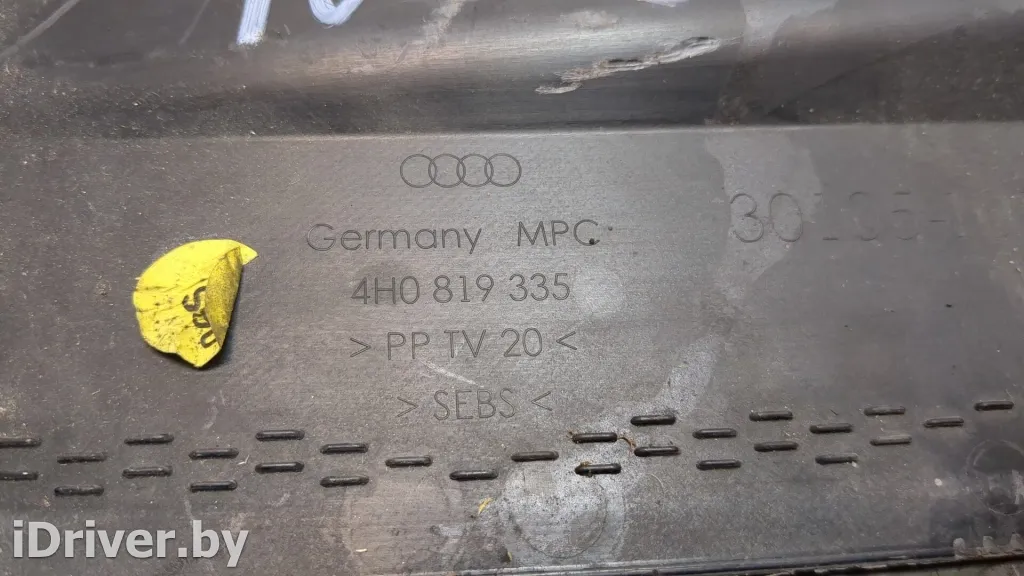 Germany MPC
4H0 819 335
> PP TV 20 <
> SEBS <
iDriver.by